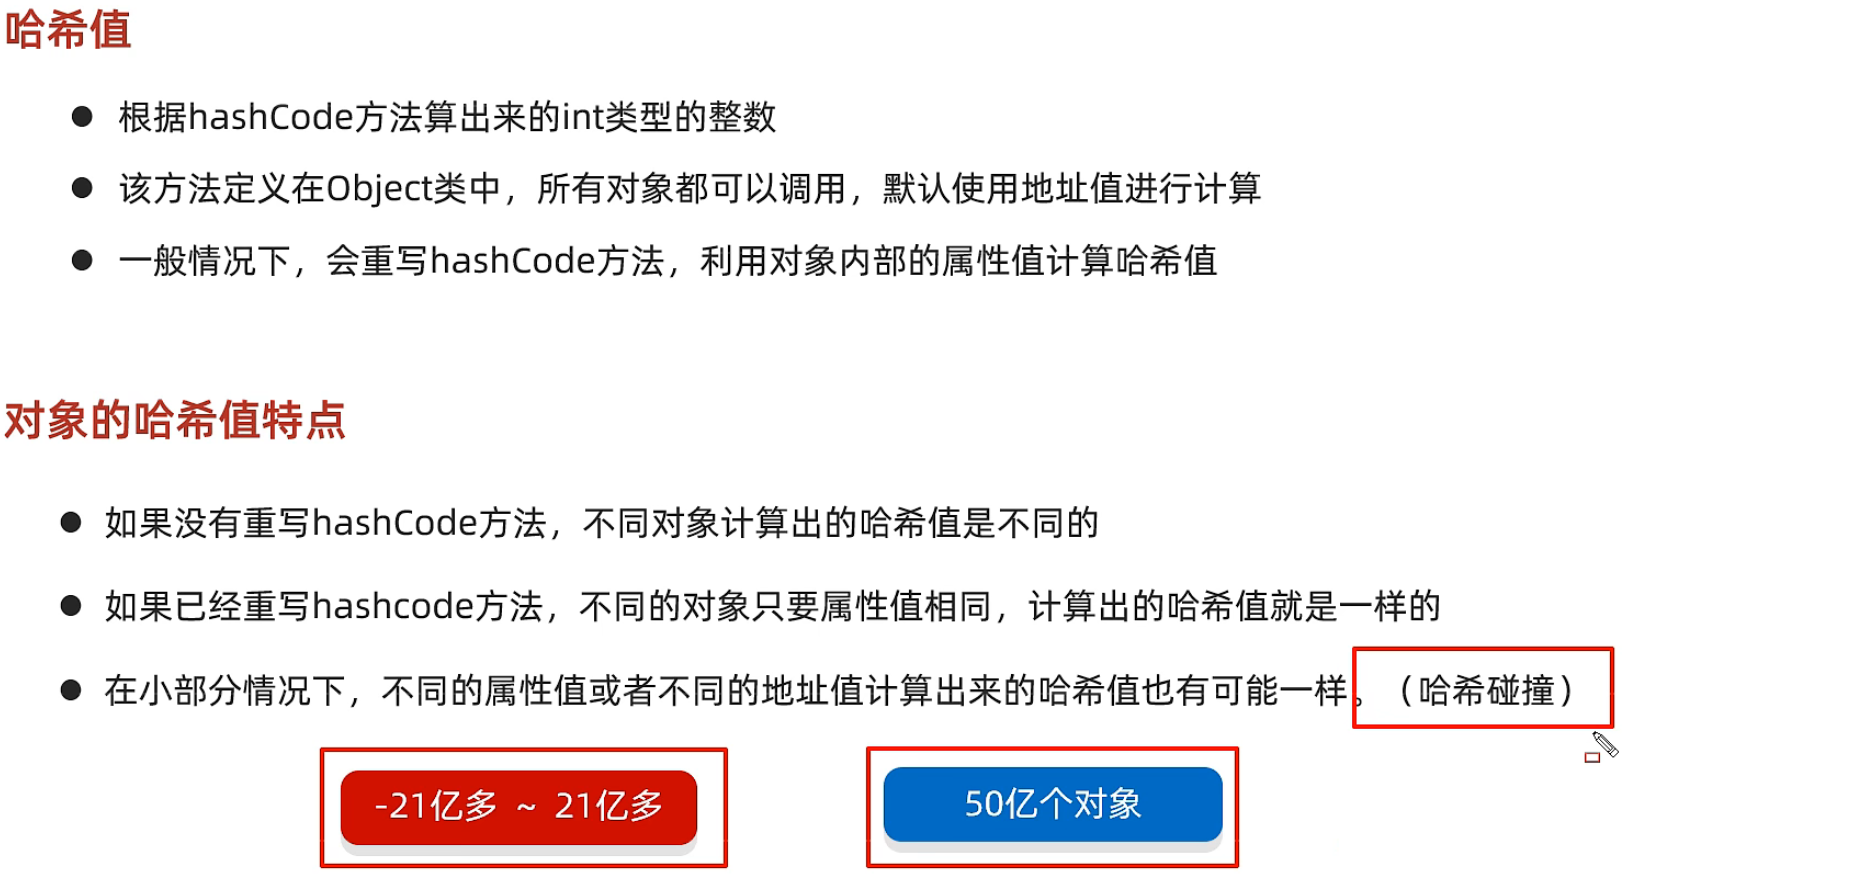 哈希值
● 根据hashCode方法算出来的int类型的整数
● 该方法定义在Object类中，所有对象都可以调用，默认使用地址值进行计算
● 一般情况下，会重写hashCode方法，利用对象内部的属性值计算哈希值
对象的哈希值特点
● 如果没有重写hashCode方法，不同对象计算出的哈希值是不同的
● 如果已经重写hashcode方法，不同的对象只要属性值相同，计算出的哈希值就是一样的
● 在小部分情况下，不同的属性值或者不同的地址值计算出来的哈希值也有可能一样。（哈希碰撞）
-21亿多 ~ 21亿多
50亿个对象